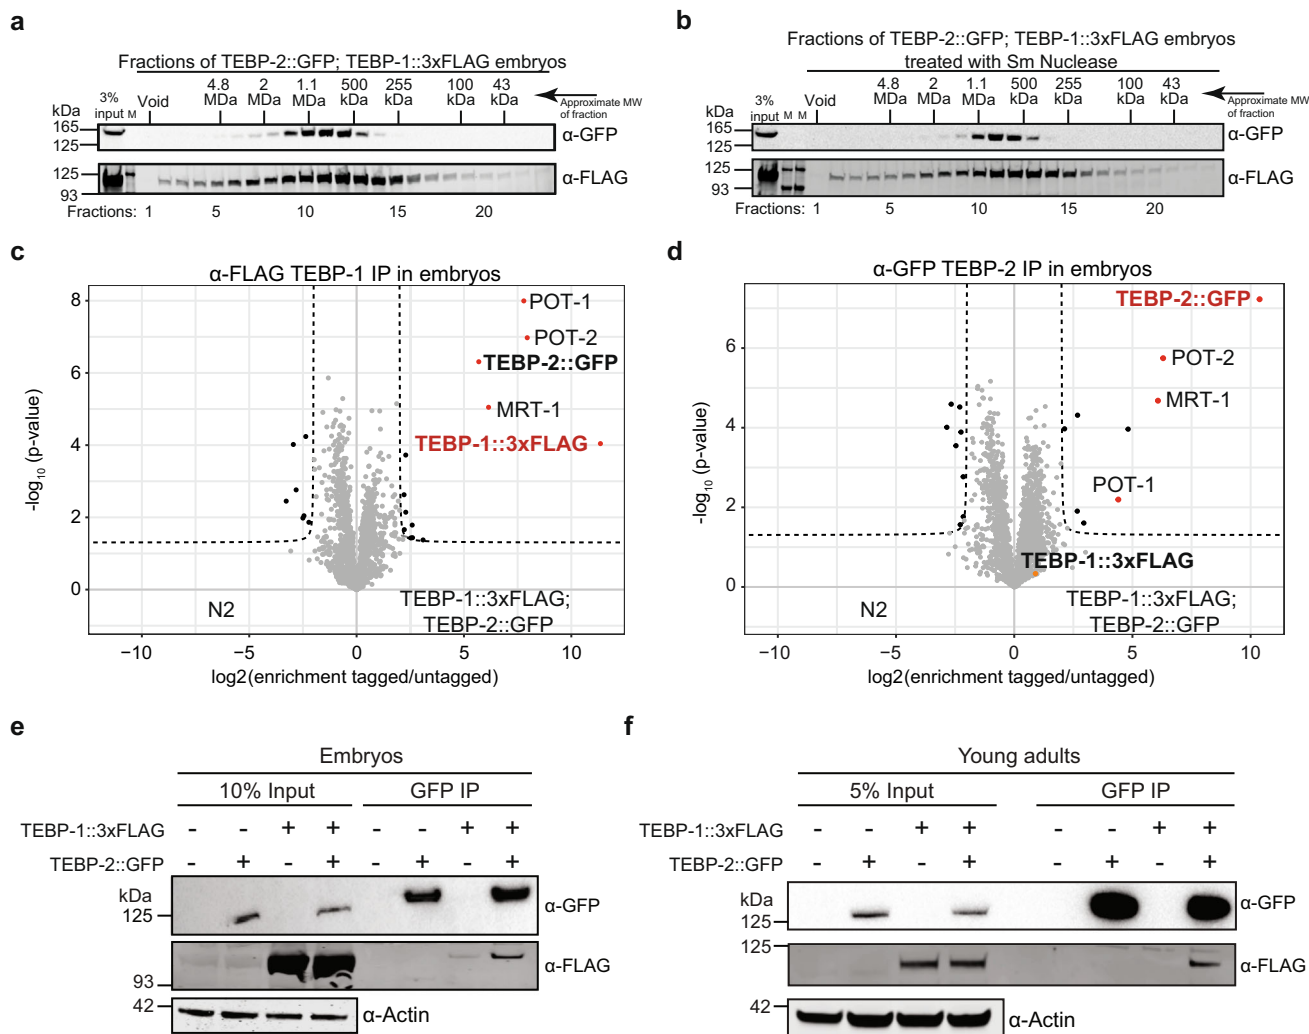 a
Fractions of TEBP-2::GFP; TEBP-1::3xFLAG embryos
4.8 MDa 2 MDa 1.1 MDa 500 kDa 255 kDa 100 kDa 43 kDa
Approximate MW of fraction
kDa 3% input M Void
165
125
α-GFP
125
93
α-FLAG
Fractions: 1 5 10 15 20
b
Fractions of TEBP-2::GFP; TEBP-1::3xFLAG embryos
treated with Sm Nuclease
4.8 MDa 2 MDa 1.1 MDa 500 kDa 255 kDa 100 kDa 43 kDa
Approximate MW of fraction
kDa 3% input M M Void
165
125
α-GFP
125
93
α-FLAG
Fractions: 1 5 10 15 20
c
α-FLAG TEBP-1 IP in embryos
-log10 (p-value)
8
6
4
2
0
POT-1
POT-2
TEBP-2::GFP
MRT-1
TEBP-1::3xFLAG
N2
TEBP-1::3xFLAG;
TEBP-2::GFP
−10 −5 0 5 10
log2(enrichment tagged/untagged)
d
α-GFP TEBP-2 IP in embryos
-log10 (p-value)
6
4
2
0
TEBP-2::GFP
POT-2
MRT-1
POT-1
TEBP-1::3xFLAG
N2
TEBP-1::3xFLAG;
TEBP-2::GFP
−10 −5 0 5 10
log2(enrichment tagged/untagged)
e
Embryos
10% Input GFP IP
TEBP-1::3xFLAG - - + + - - + +
TEBP-2::GFP - + - + - + - +
kDa
125
α-GFP
93
α-FLAG
42
α-Actin
f
Young adults
5% Input GFP IP
TEBP-1::3xFLAG - - + + - - + +
TEBP-2::GFP - + - + - + - +
kDa
125
α-GFP
125
α-FLAG
42
α-Actin